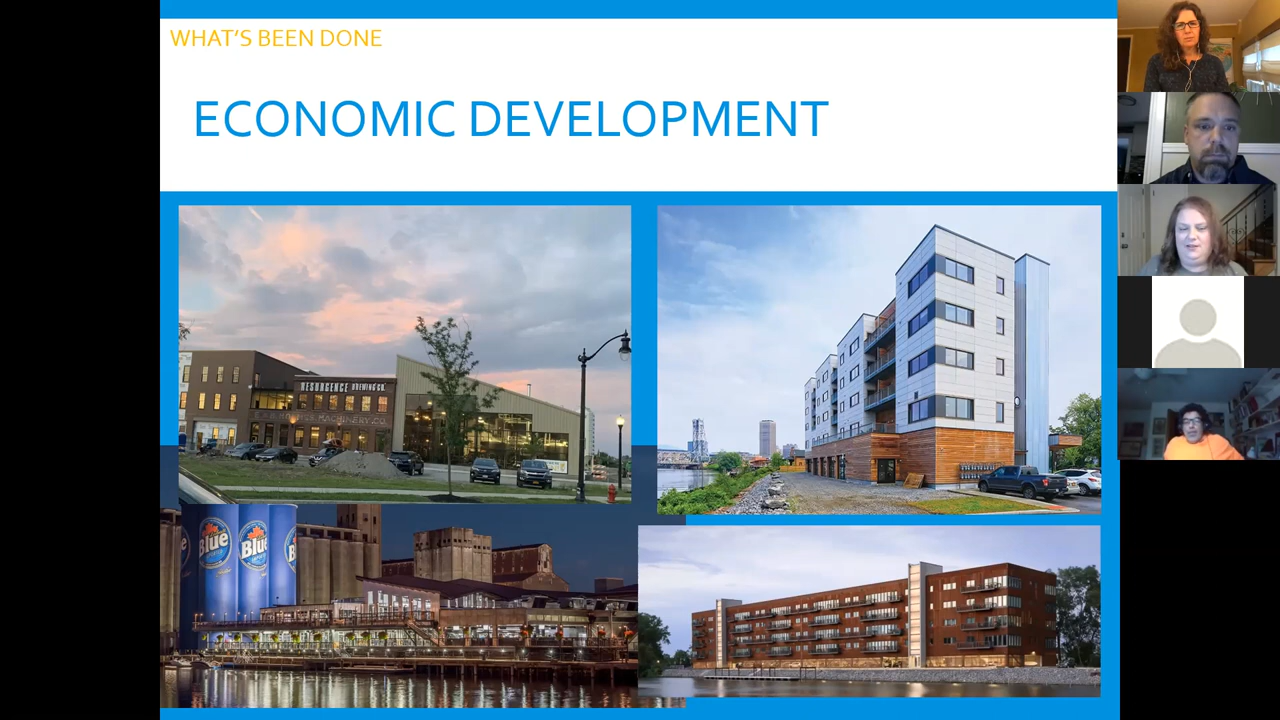 WHAT'S BEEN DONE
ECONOMIC DEVELOPMENT
RESURGENCE BREWING CO.
Blue
Blue